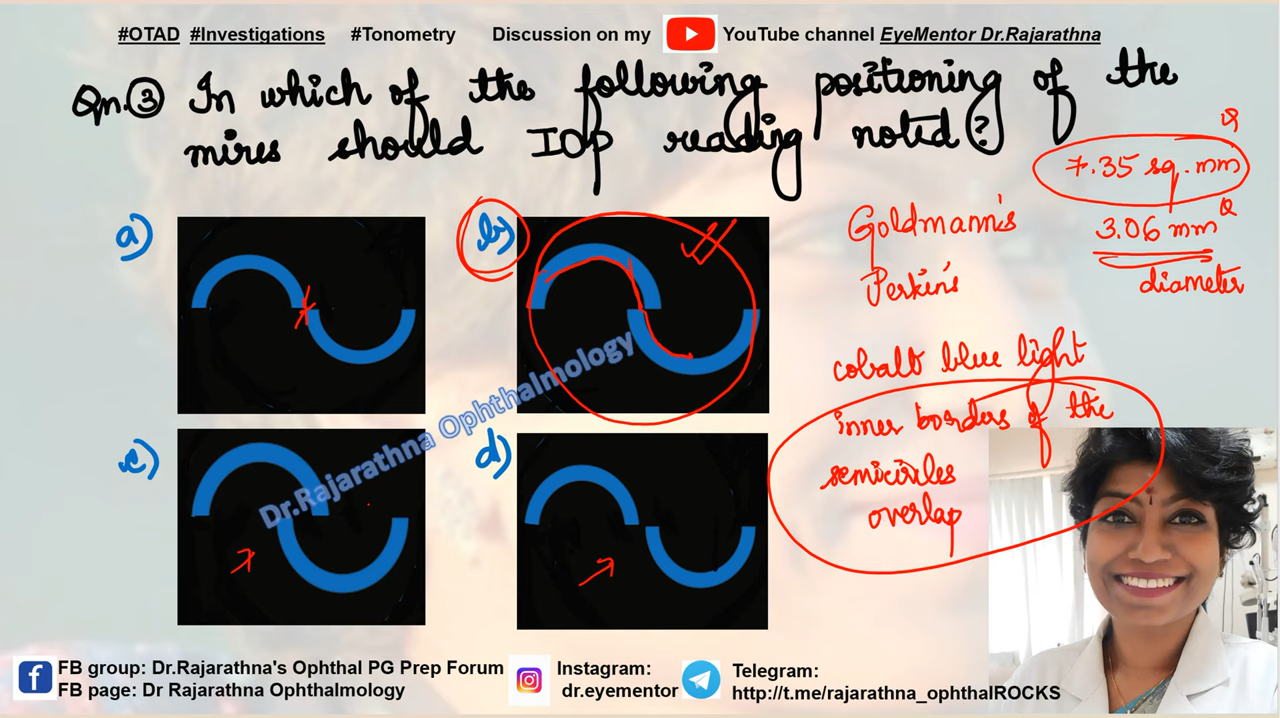 #OTAD #Investigations #Tonometry Discussion on my YouTube channel EyeMentor Dr.Rajarathna
Qn.③ In which of the following positioning of the
mires should IOP reading noted?
a)
b)
c)
d)
Dr.Rajarathna Ophthalmology
7.35 sq.mm
3.06 mm
diameter
Goldmann's
Perkin's
cobalt blue light
inner borders of the
semicircles
overlap
FB group: Dr.Rajarathna's Ophthal PG Prep Forum
FB page: Dr Rajarathna Ophthalmology
Instagram:
dr.eyementor
Telegram:
http://t.me/rajarathna_ophthalROCKS